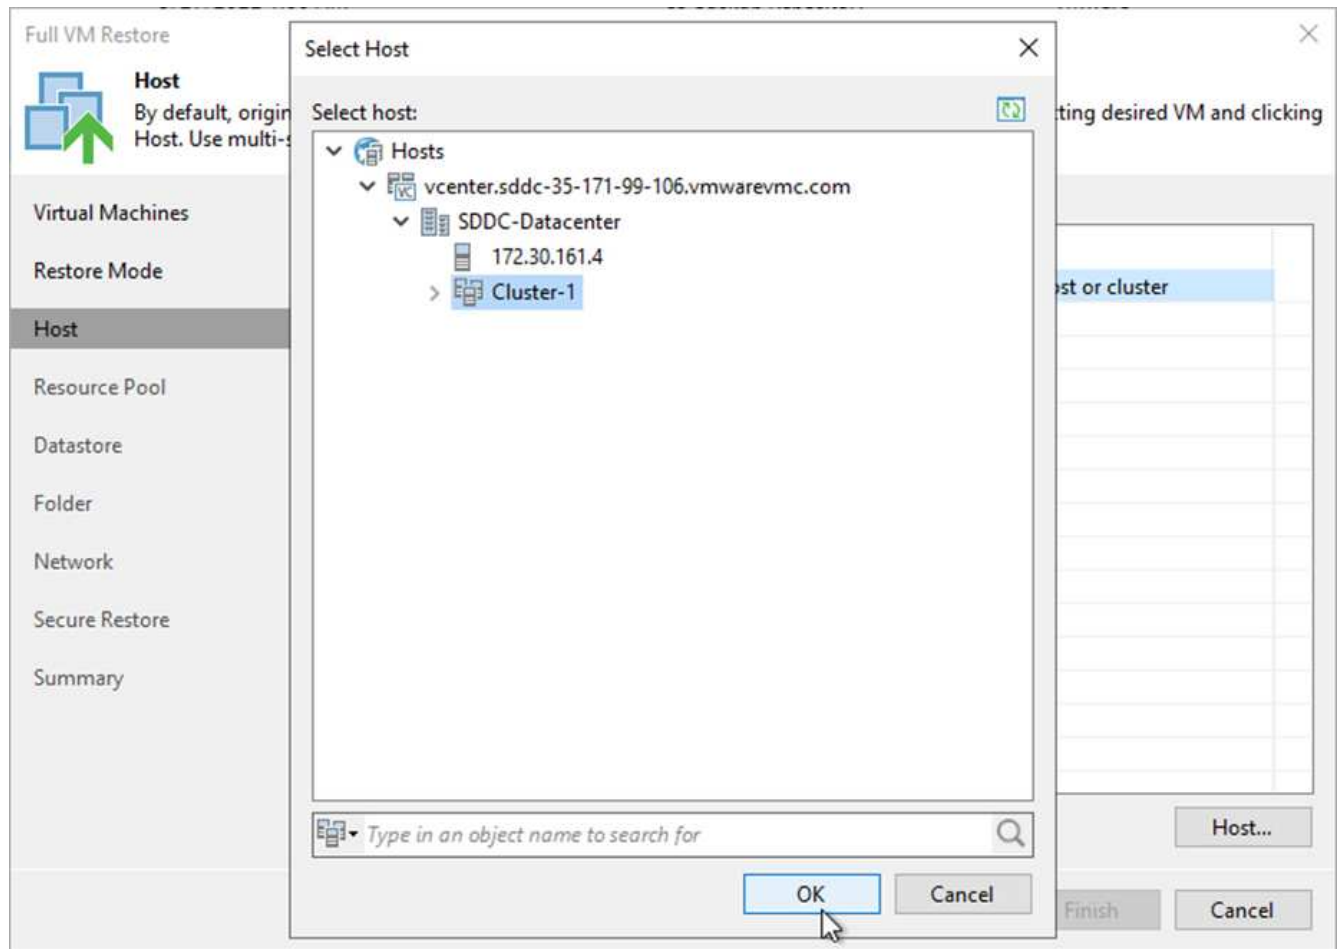 Full VM Restore
Host
By default, origin
Host. Use multi-s
ting desired VM and clicking
Virtual Machines
Restore Mode
Host
Resource Pool
Datastore
Folder
Network
Secure Restore
Summary
Select Host
Select host:
Hosts
vcenter.sddc-35-171-99-106.vmwarevmc.com
SDDC-Datacenter
172.30.161.4
Cluster-1
Type in an object name to search for
OK
Cancel
ost or cluster
Host...
Finish
Cancel